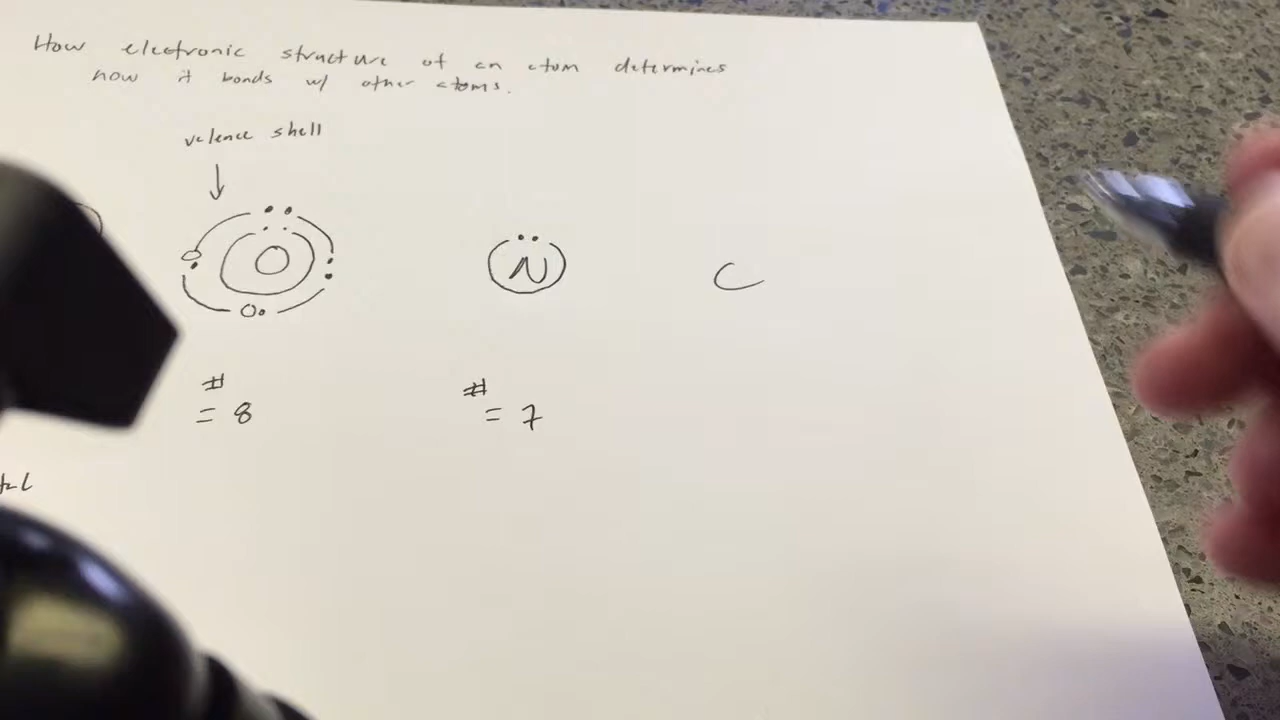 How electronic structure of an atom determines
how it bonds w/ other atoms.
valence shell
N
C
#
= 8
#
= 7